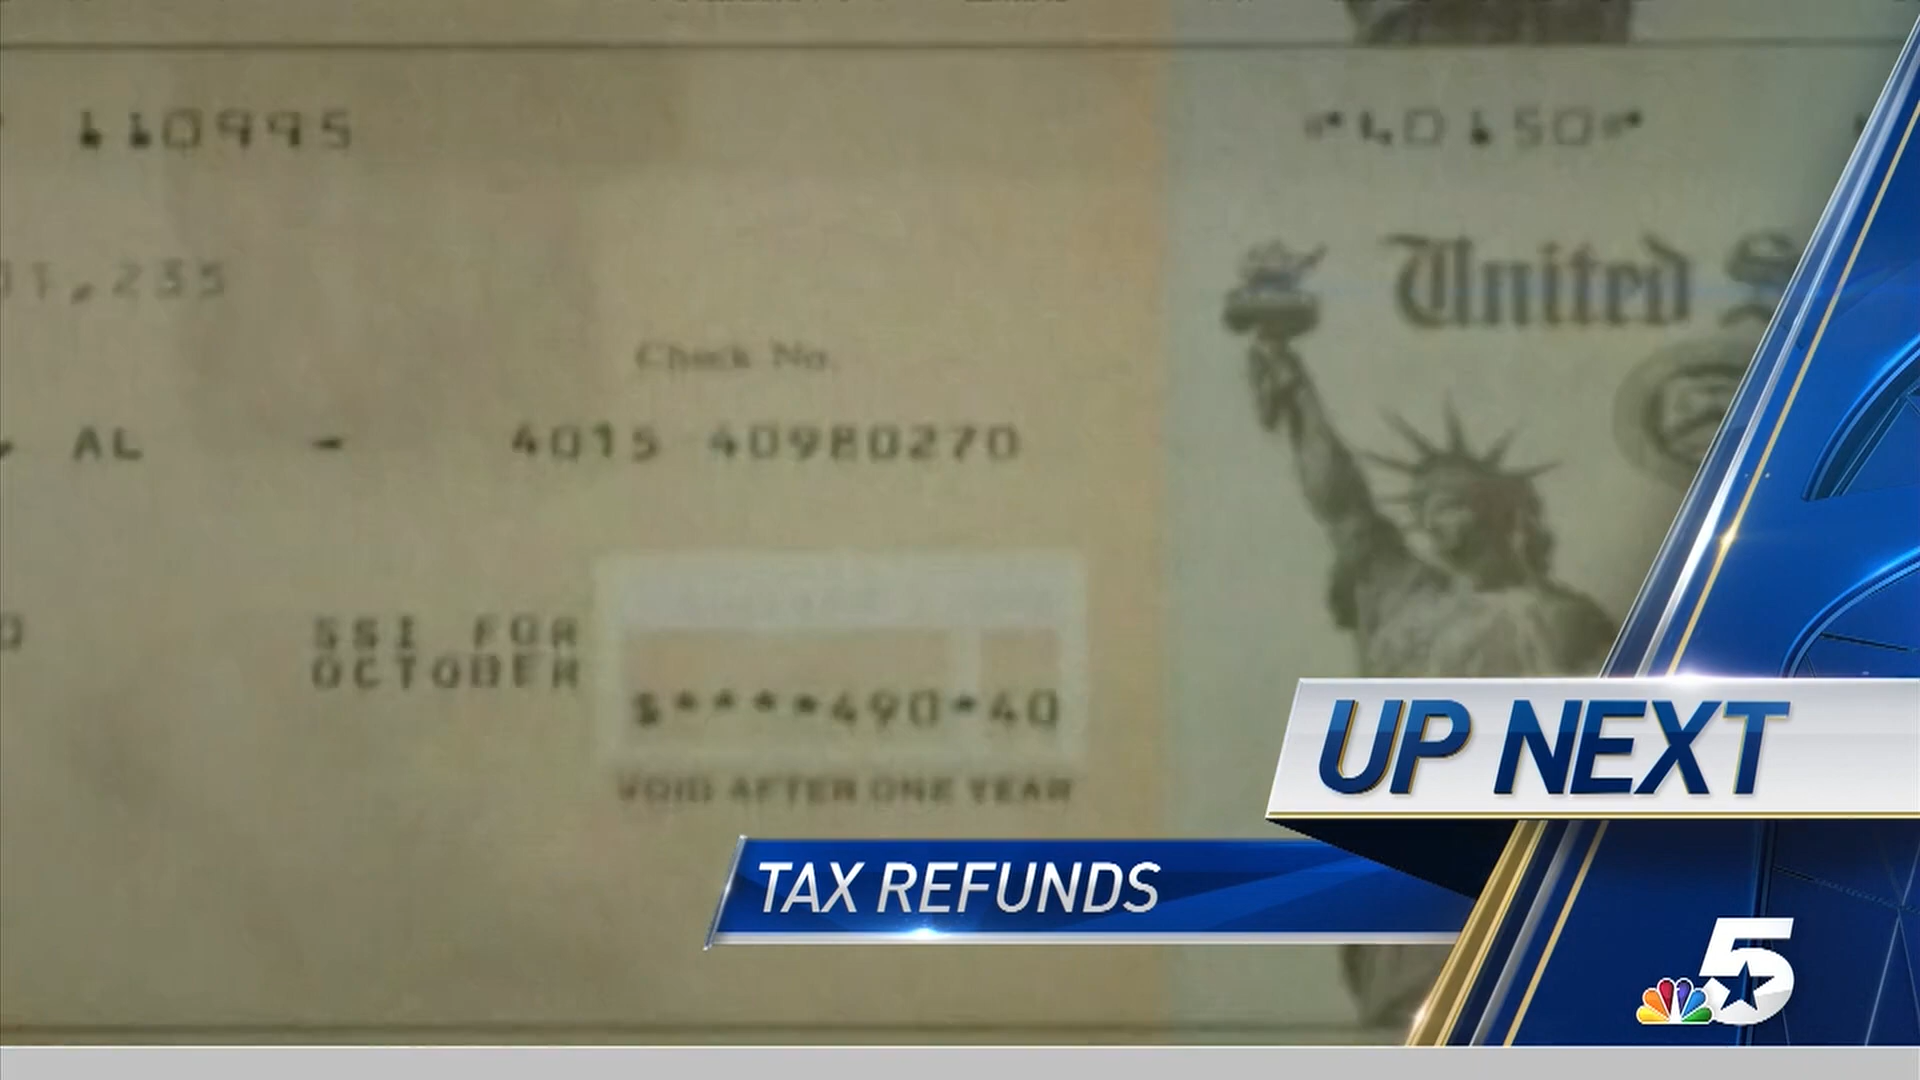 110995
40150
,235
United S
Check No.
AL - 4015 40980270
SSI FOR
OCTOBER
$****490*40
VOID AFTER ONE YEAR
UP NEXT
TAX REFUNDS
5